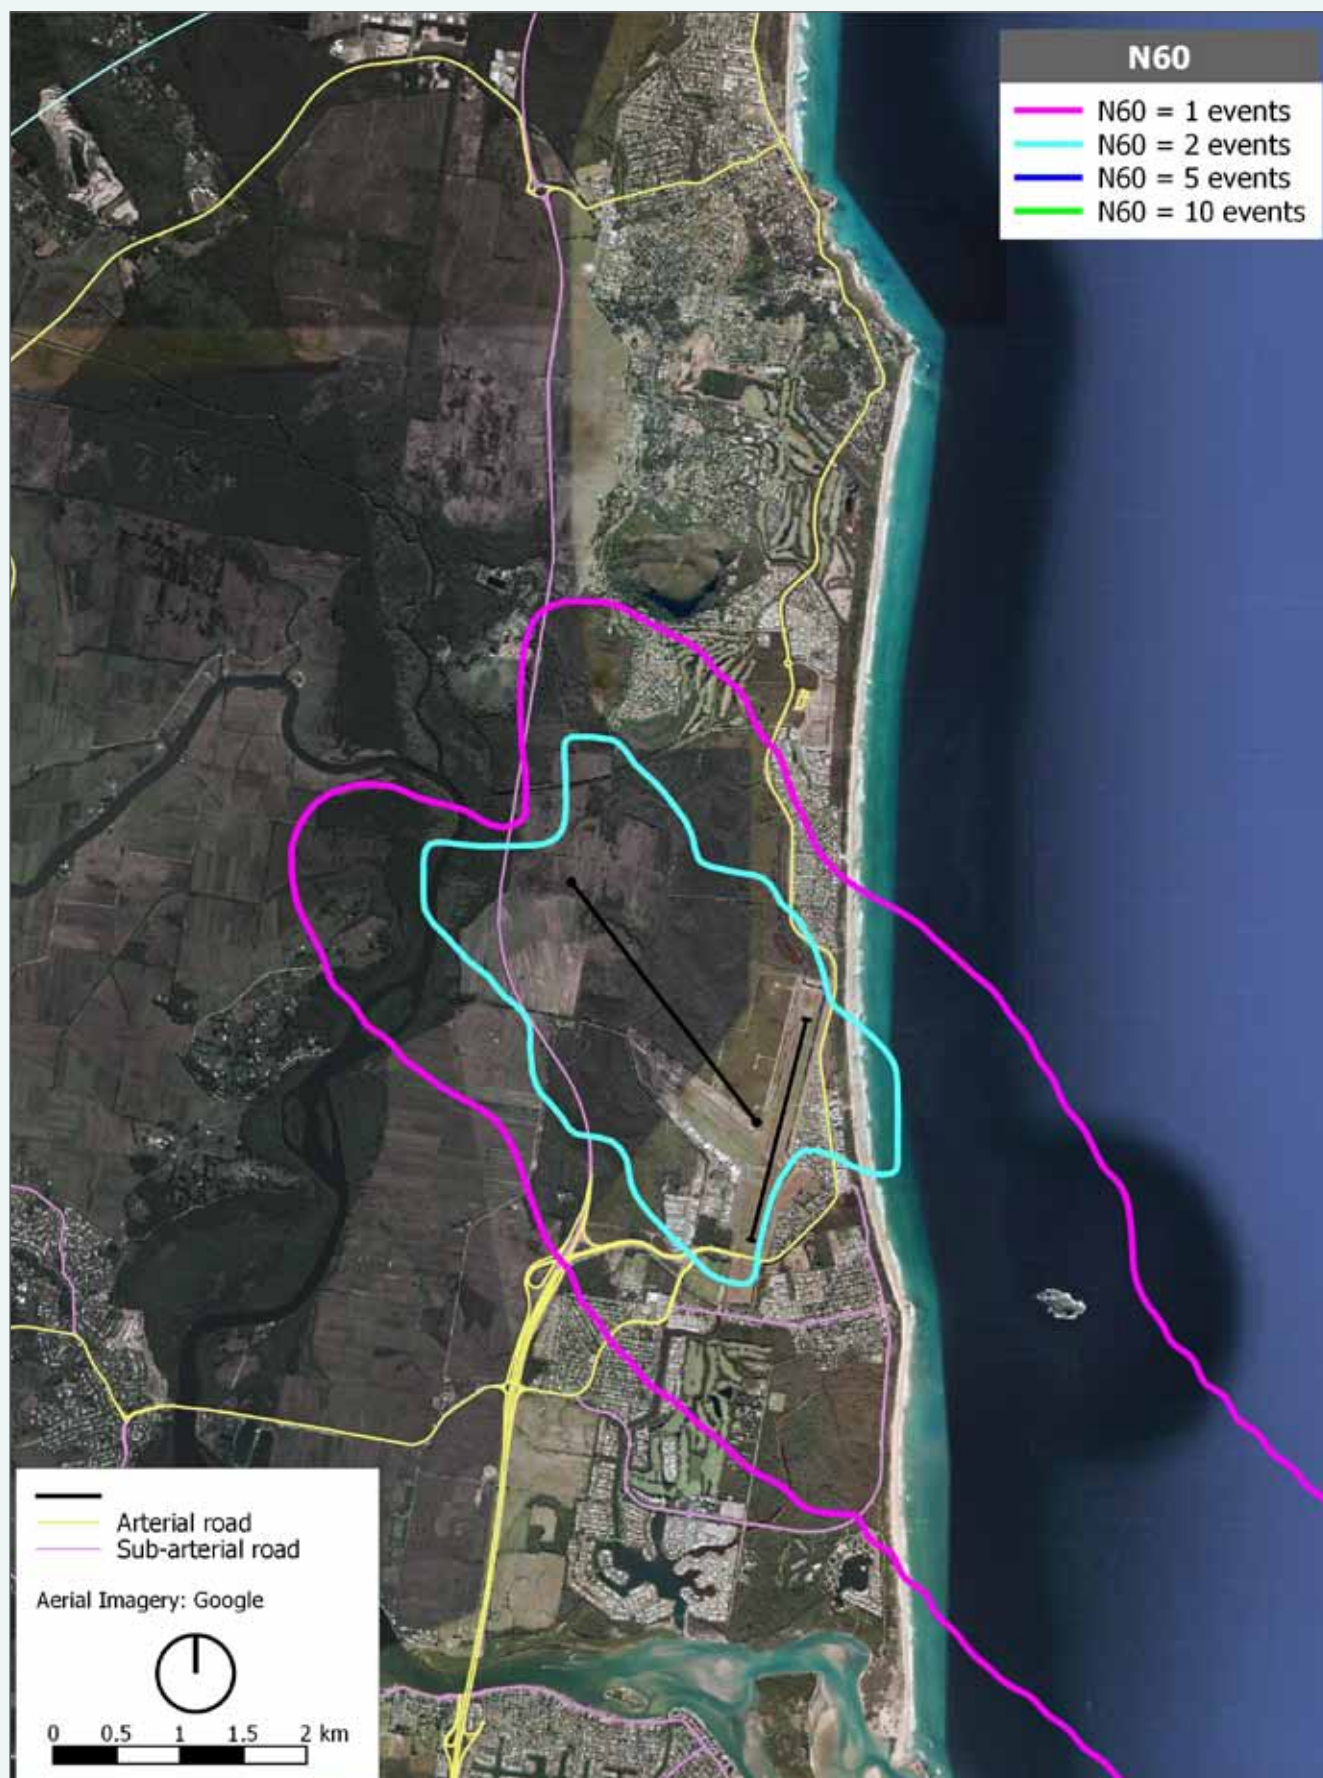 N60
N60 = 1 events
N60 = 2 events
N60 = 5 events
N60 = 10 events
Arterial road
Sub-arterial road
Aerial Imagery: Google
0 0.5 1 1.5 2 km